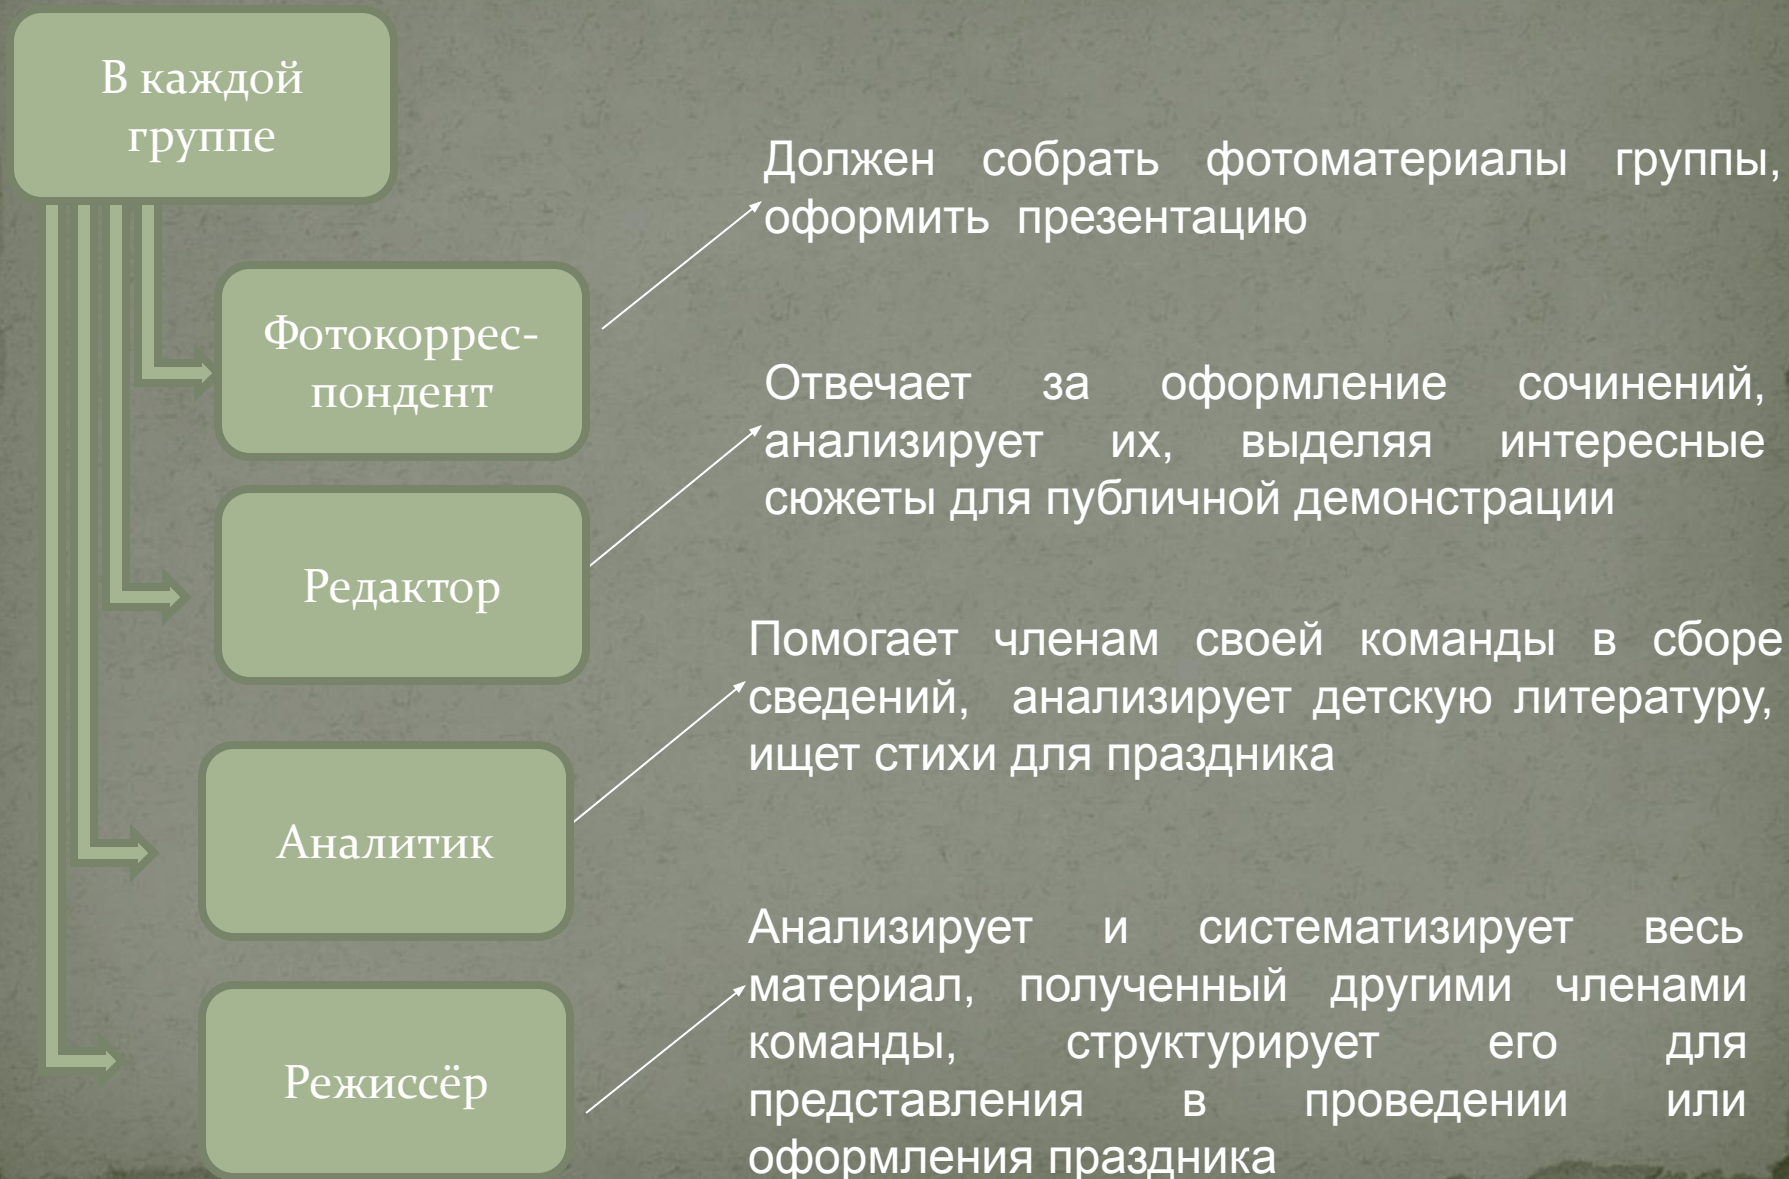 В каждой
группе
Должен собрать фотоматериалы группы,
оформить презентацию
Фотокоррес-
пондент
Отвечает за оформление сочинений,
анализирует их, выделяя интересные
сюжеты для публичной демонстрации
Редактор
Помогает членам своей команды в сборе
сведений, анализирует детскую литературу,
ищет стихи для праздника
Аналитик
Анализирует и систематизирует весь
материал, полученный другими членами
команды, структурирует его для
представления в проведении или
оформления праздника
Режиссёр